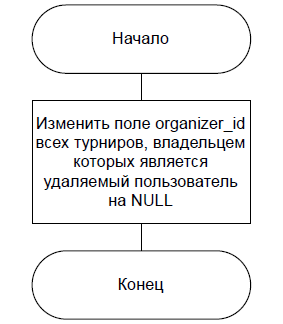 Начало
Изменить поле organizer_id
всех турниров, владельцем
которых является
удаляемый пользователь
на NULL
Конец